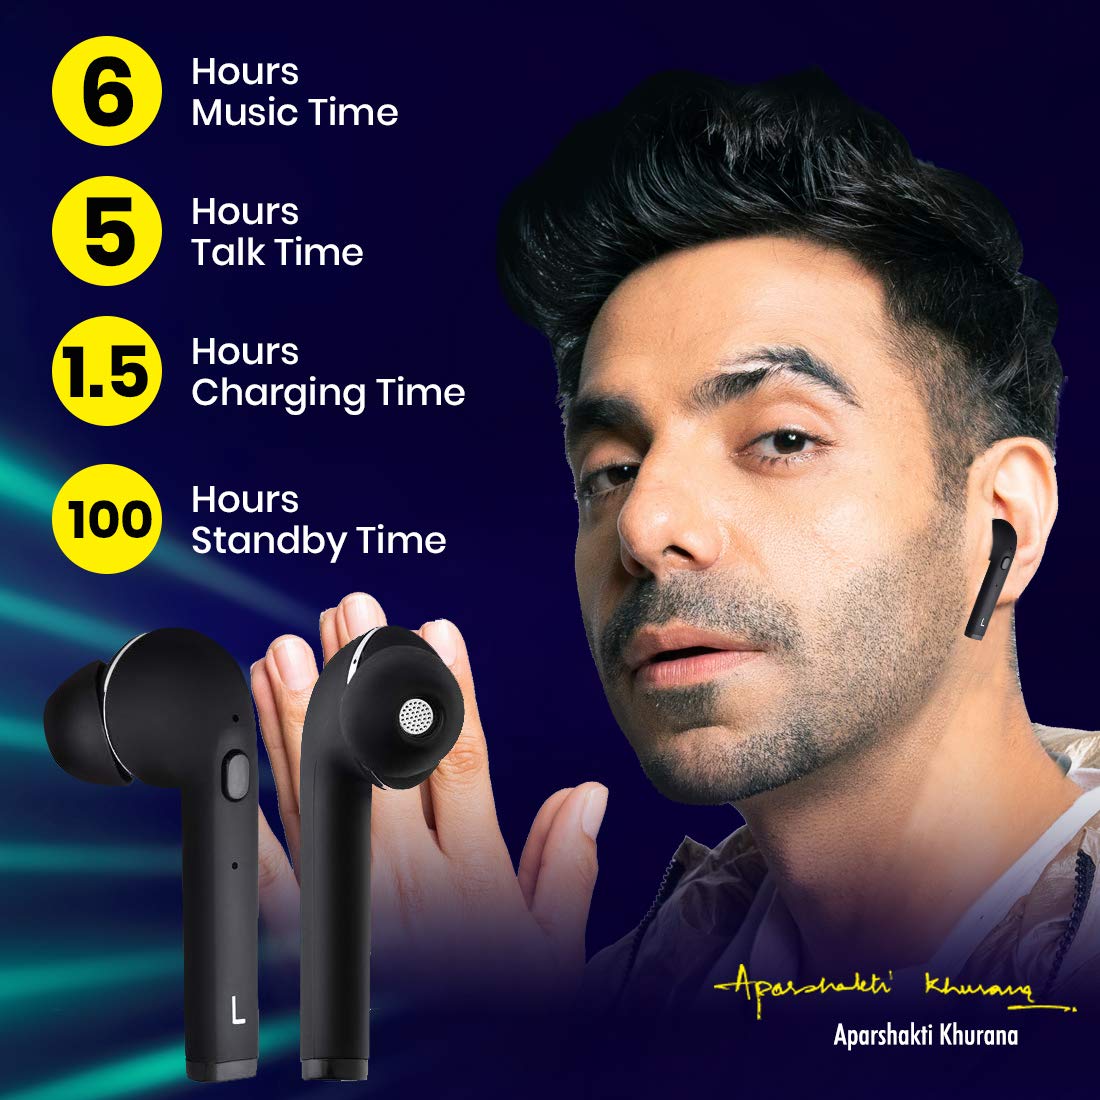 6
Hours
Music Time
5
Hours
Talk Time
1.5
Hours
Charging Time
100
Hours
Standby Time
L
L
Aparshakti Khurana
Aparshakti Khurana